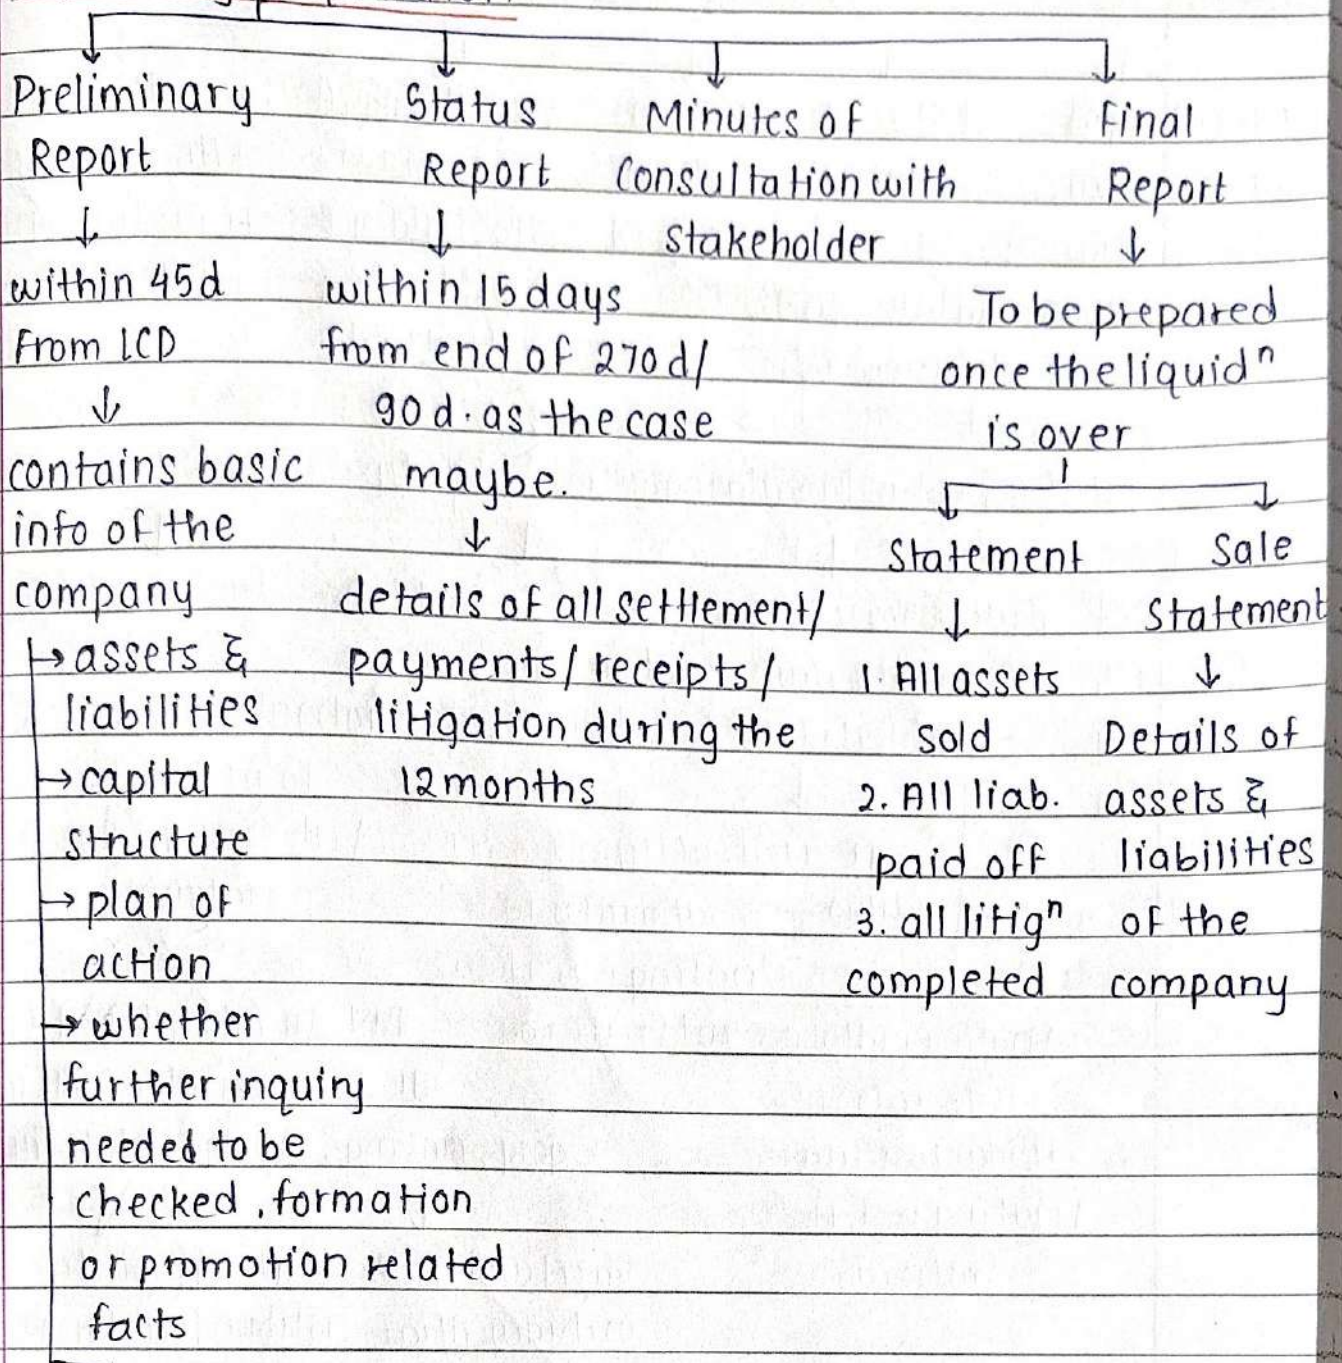 Preliminary
Report
↓
within 45d
From LCD
↓
contains basic
info of the
company
→ assets &
liabilities
→ capital
structure
→ plan of
action
→ whether
further inquiry
needed to be
checked, formation
or promotion related
facts
Status
Report
↓
within 15 days
from end of 270 d/
90 d. as the case
maybe.
↓
details of all settlement/
payments/ receipts/
litigation during the
12 months
Minutes of
Consultation with
stakeholder
Final
Report
↓
To be prepared
once the liquidⁿ
is over
Statement
↓
1. All assets
sold
2. All liab.
paid off
3. all litigⁿ
completed
Sale
Statement
↓
Details of
assets &
liabilities
of the
company